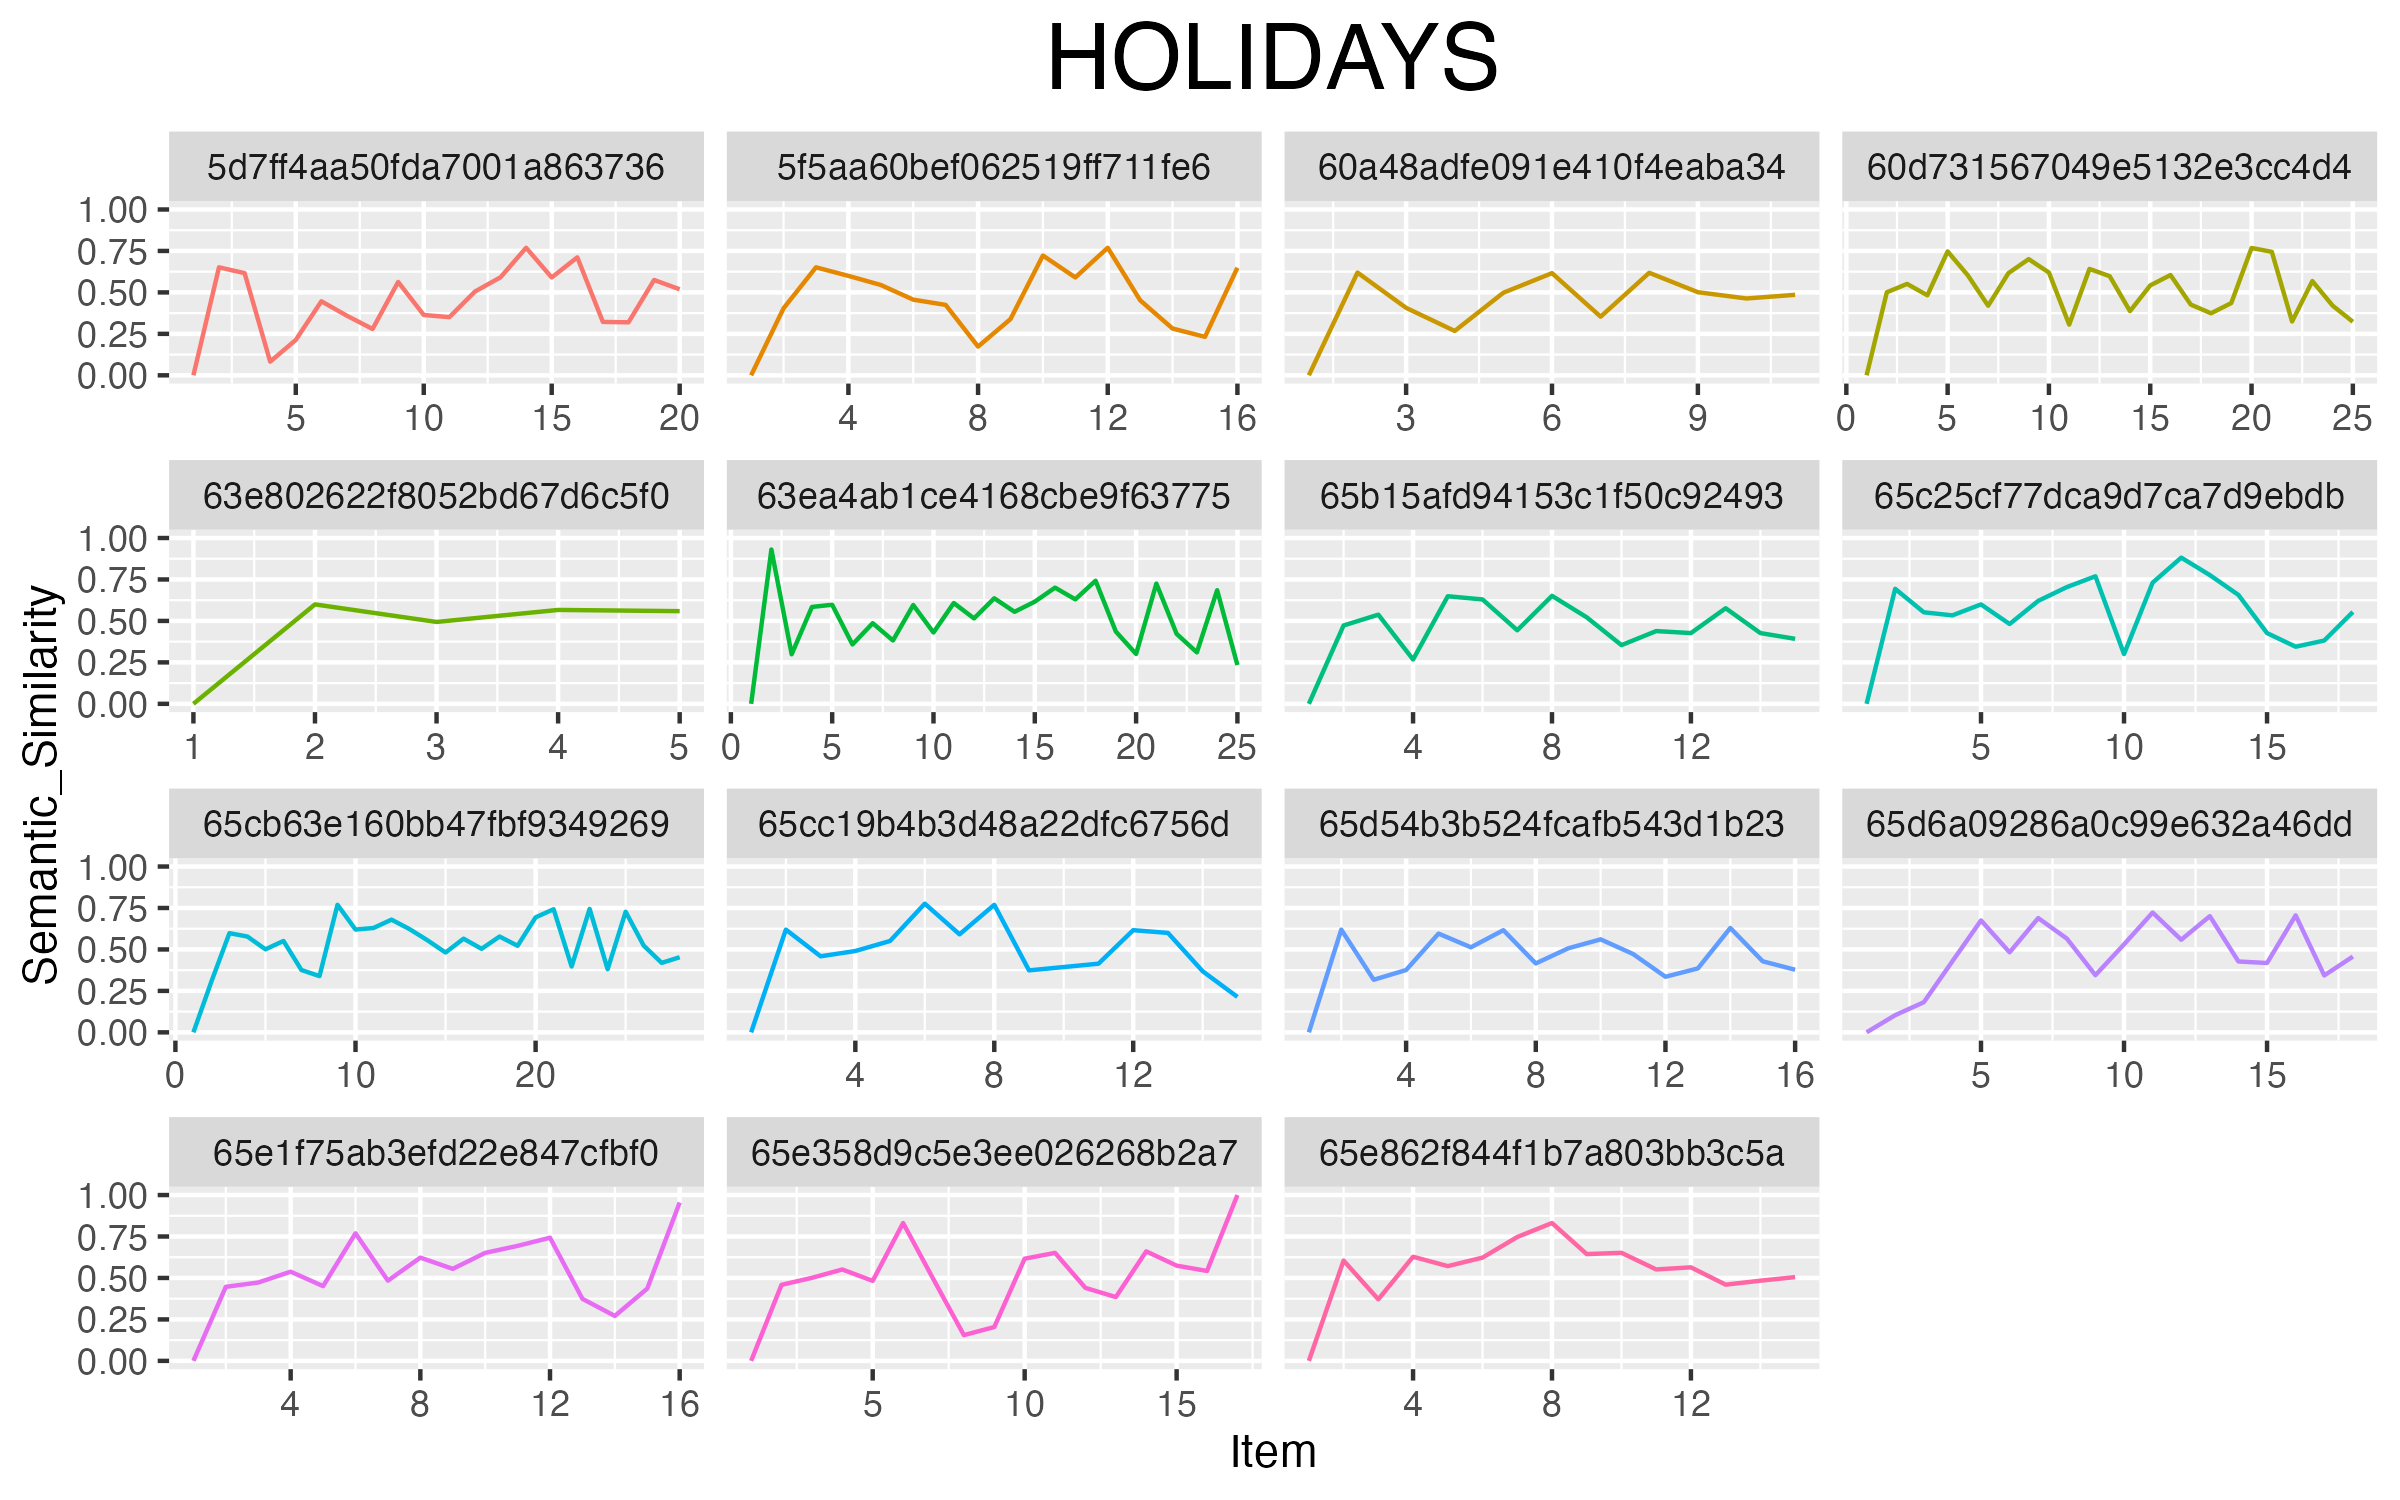 HOLIDAYS
5d7ff4aa50fda7001a863736 5f5aa60bef062519ff711fe6 60a48adfe091e410f4eaba34 60d731567049e5132e3cc4d4
1.00
0.75
0.50
0.25
0.00
5 10 15 20 4 8 12 16 3 6 9 0 5 10 15 20 25
63e802622f8052bd67d6c5f0 63ea4ab1ce4168cbe9f63775 65b15afd94153c1f50c92493 65c25cf77dca9d7ca7d9ebdb
1.00
0.75
0.50
0.25
0.00
1 2 3 4 5 0 5 10 15 20 25 4 8 12 5 10 15
Semantic_Similarity
65cb63e160bb47fbf9349269 65cc19b4b3d48a22dfc6756d 65d54b3b524fcafb543d1b23 65d6a09286a0c99e632a46dd
1.00
0.75
0.50
0.25
0.00
0 10 20 4 8 12 4 8 12 16 5 10 15
65e1f75ab3efd22e847cfbf0 65e358d9c5e3ee026268b2a7 65e862f844f1b7a803bb3c5a
1.00
0.75
0.50
0.25
0.00
4 8 12 16 5 10 15 4 8 12
Item